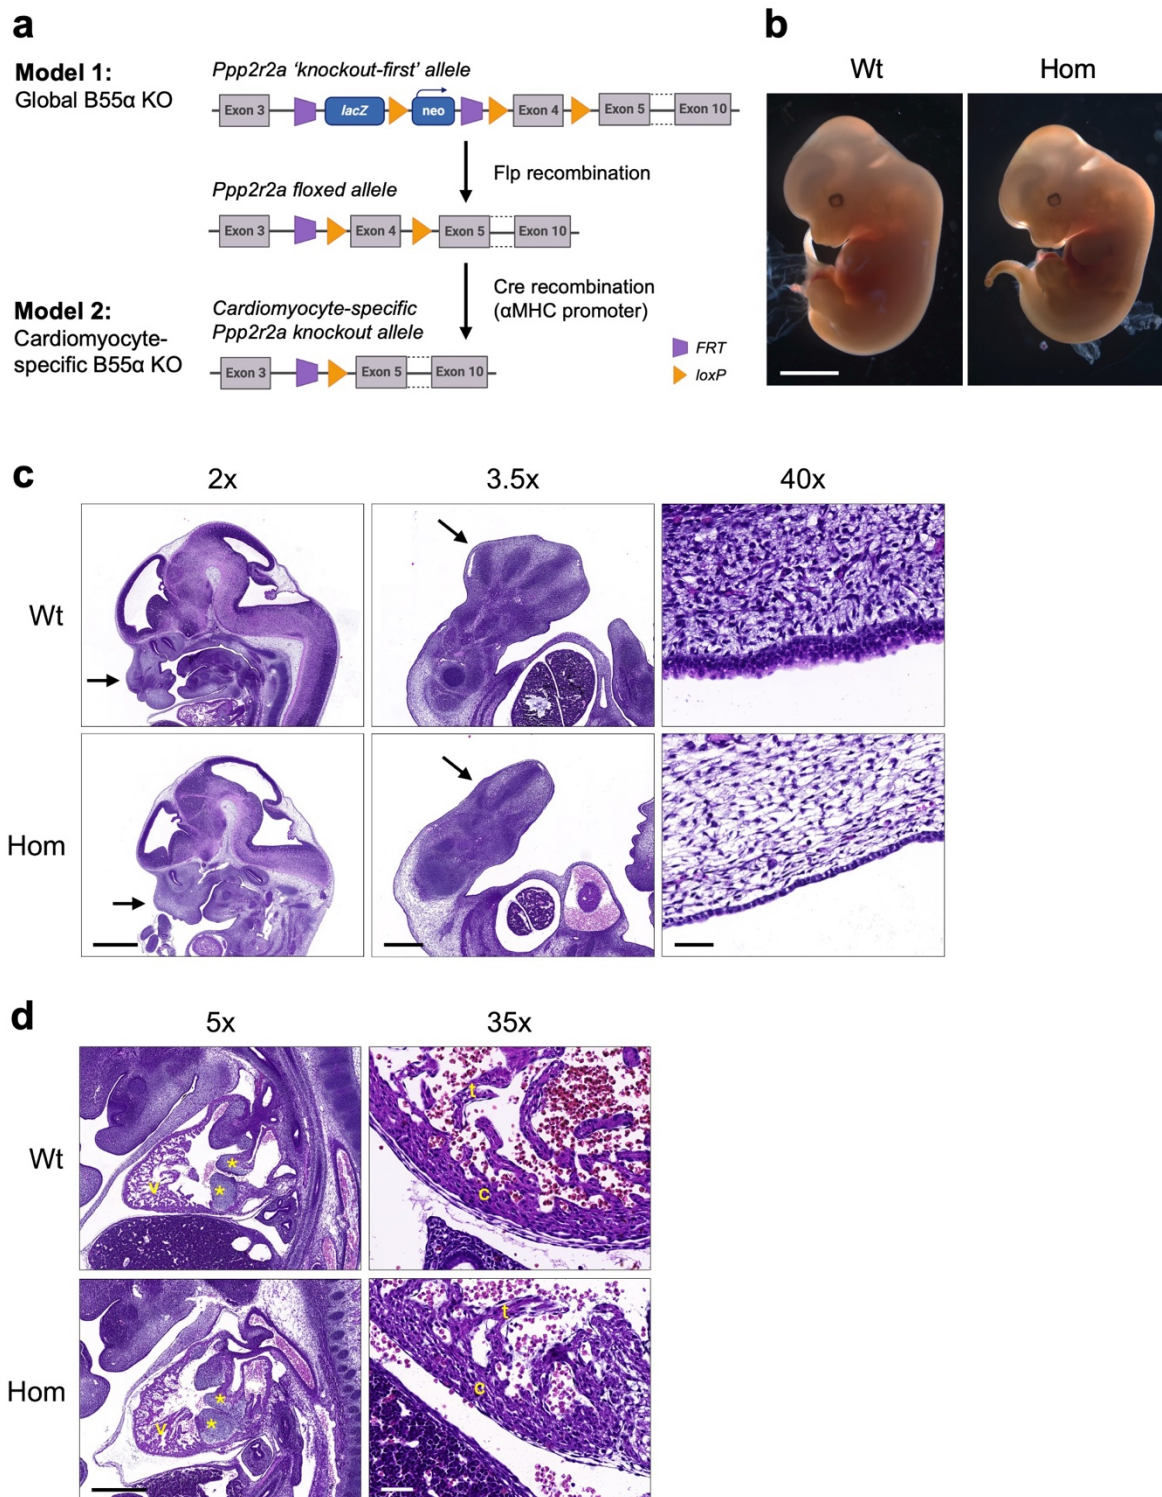 a
Model 1:
Global B55α KO
Ppp2r2a ‘knockout-first’ allele
Exon 3 lacZ neo Exon 4 Exon 5 Exon 10
Flp recombination
Ppp2r2a floxed allele
Exon 3 Exon 4 Exon 5 Exon 10
Cre recombination
(αMHC promoter)
Model 2:
Cardiomyocyte-
specific B55α KO
Cardiomyocyte-specific
Ppp2r2a knockout allele
Exon 3 Exon 5 Exon 10
FRT
loxP
b
Wt Hom
c
2x 3.5x 40x
Wt
Hom
d
5x 35x
Wt
*
*
v
t
c
Hom
*
*
v
t
c